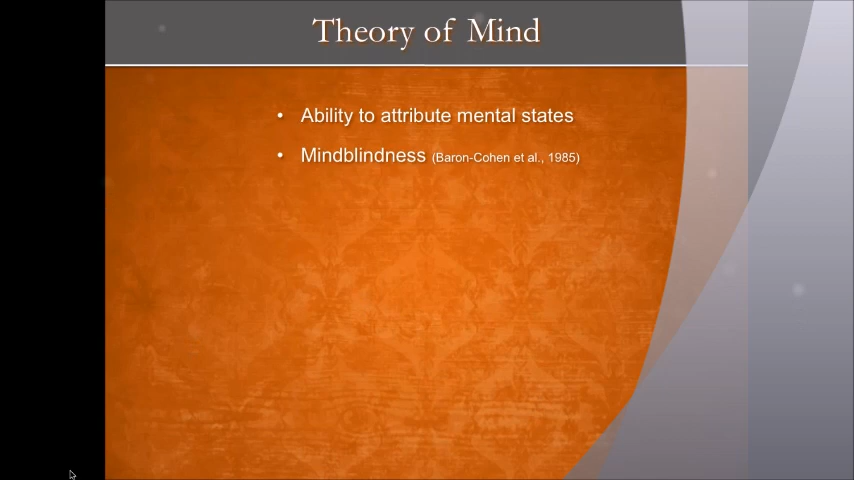 Theory of Mind
• Ability to attribute mental states
• Mindblindness (Baron-Cohen et al., 1985)